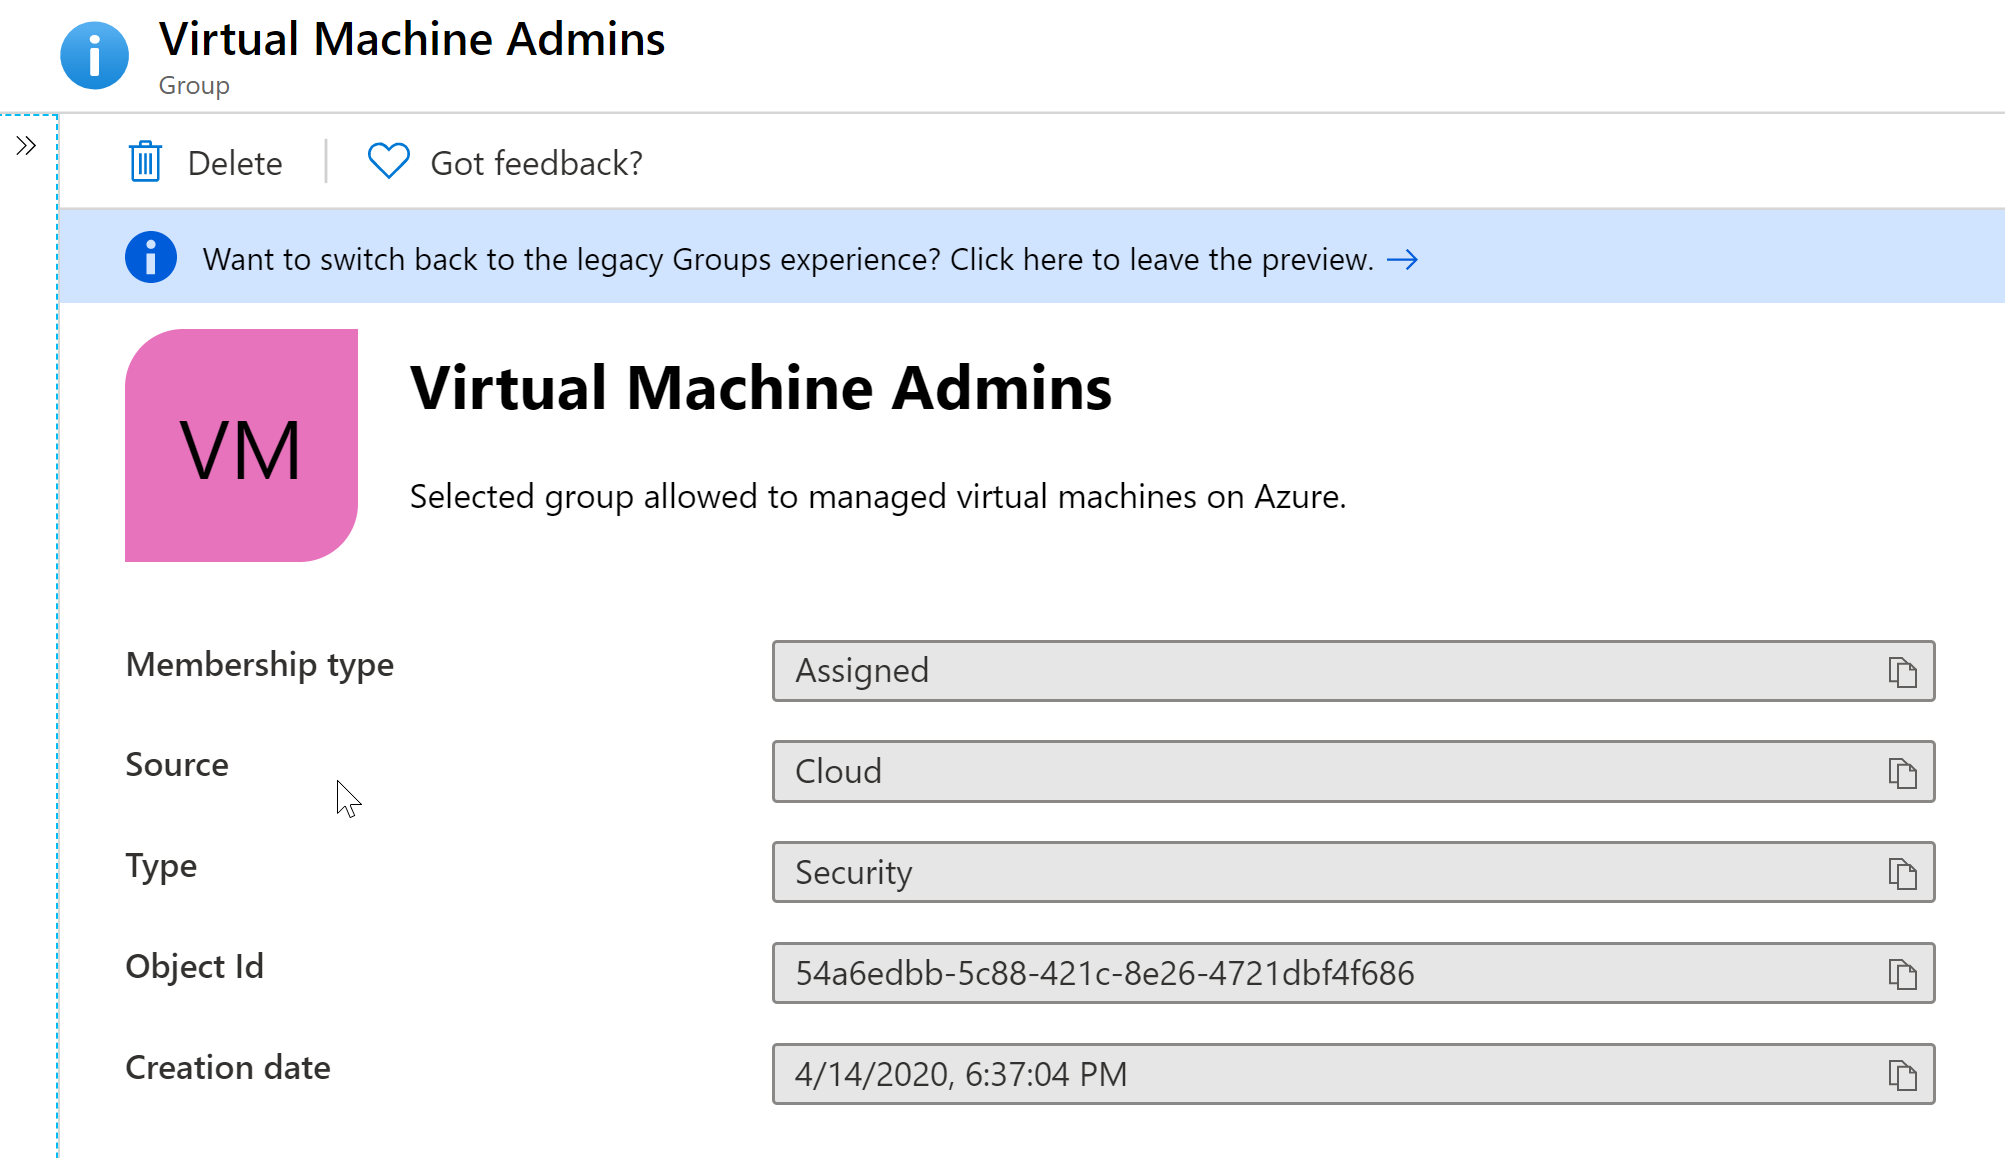 Virtual Machine Admins
Group
Delete
Got feedback?
Want to switch back to the legacy Groups experience? Click here to leave the preview.
VM
Virtual Machine Admins
Selected group allowed to managed virtual machines on Azure.
Membership type
Assigned
Source
Cloud
Type
Security
Object Id
54a6edbb-5c88-421c-8e26-4721dbf4f686
Creation date
4/14/2020, 6:37:04 PM